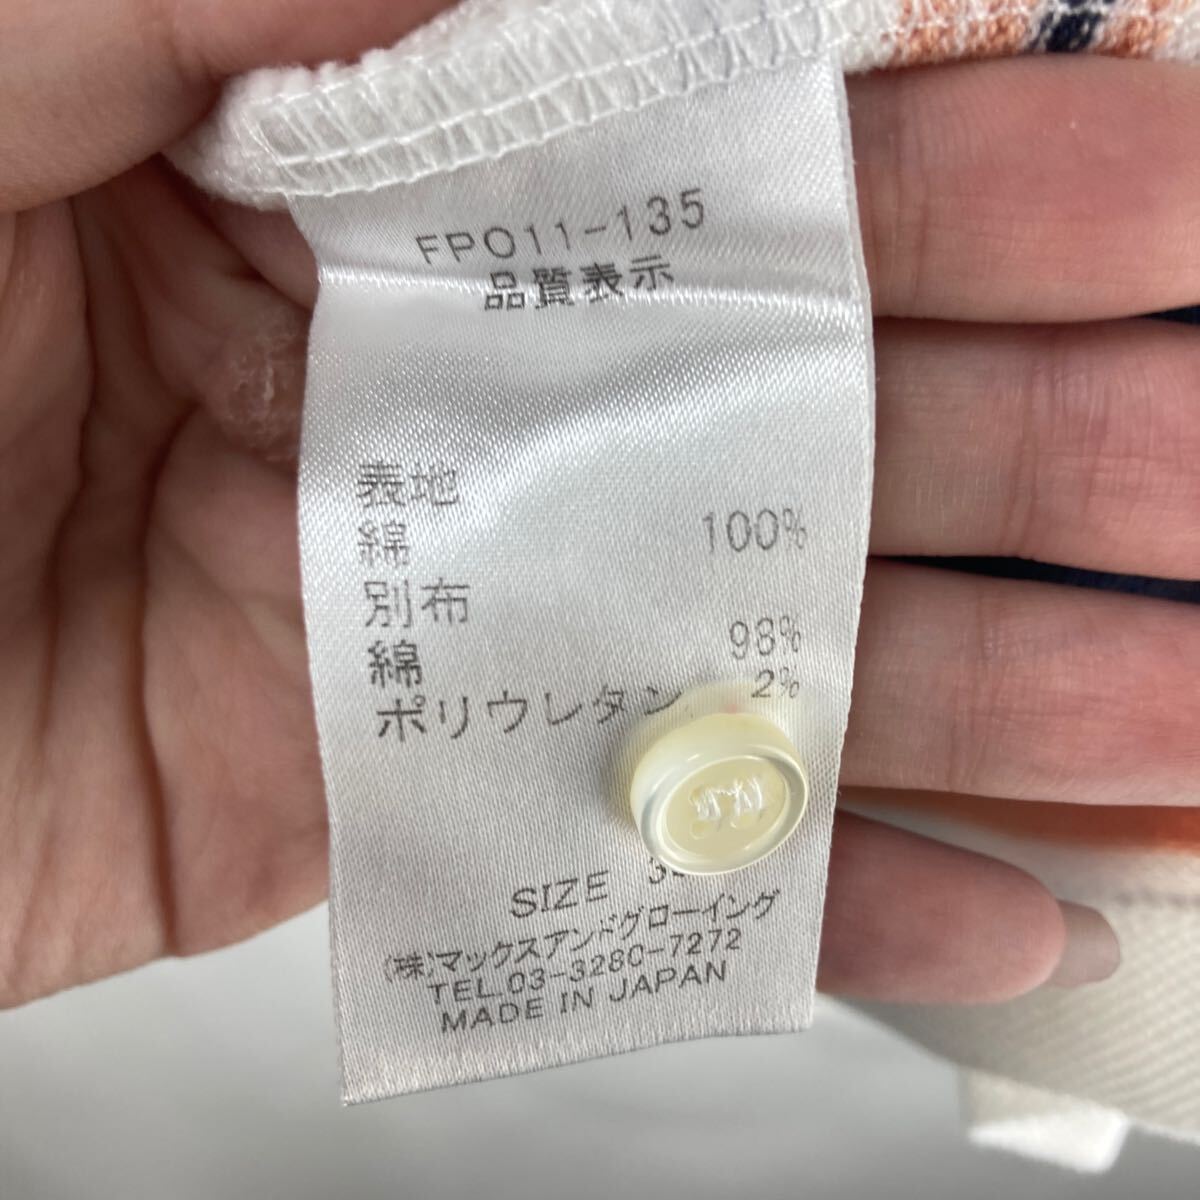 FP011-135
品質表示
表地
綿 100%
別布
綿 98%
ポリウレタン 2%
SIZE
(株)マックスアンドグローイング
TEL.03-3280-7272
MADE IN JAPAN